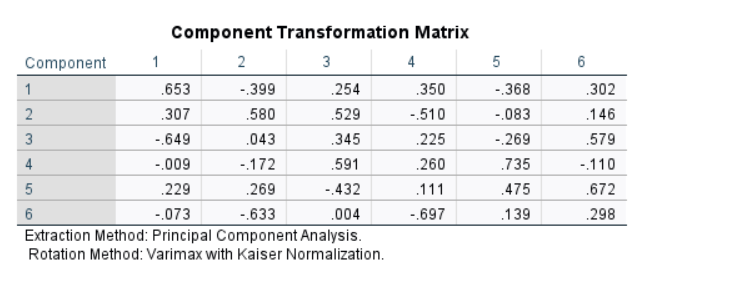 Component Transformation Matrix
Component 1 2 3 4 5 6
1 .653 -.399 .254 .350 -.368 .302
2 .307 .580 .529 -.510 -.083 .146
3 -.649 .043 .345 .225 -.269 .579
4 -.009 -.172 .591 .260 .735 -.110
5 .229 .269 -.432 .111 .475 .672
6 -.073 -.633 .004 -.697 .139 .298
Extraction Method: Principal Component Analysis.
Rotation Method: Varimax with Kaiser Normalization.